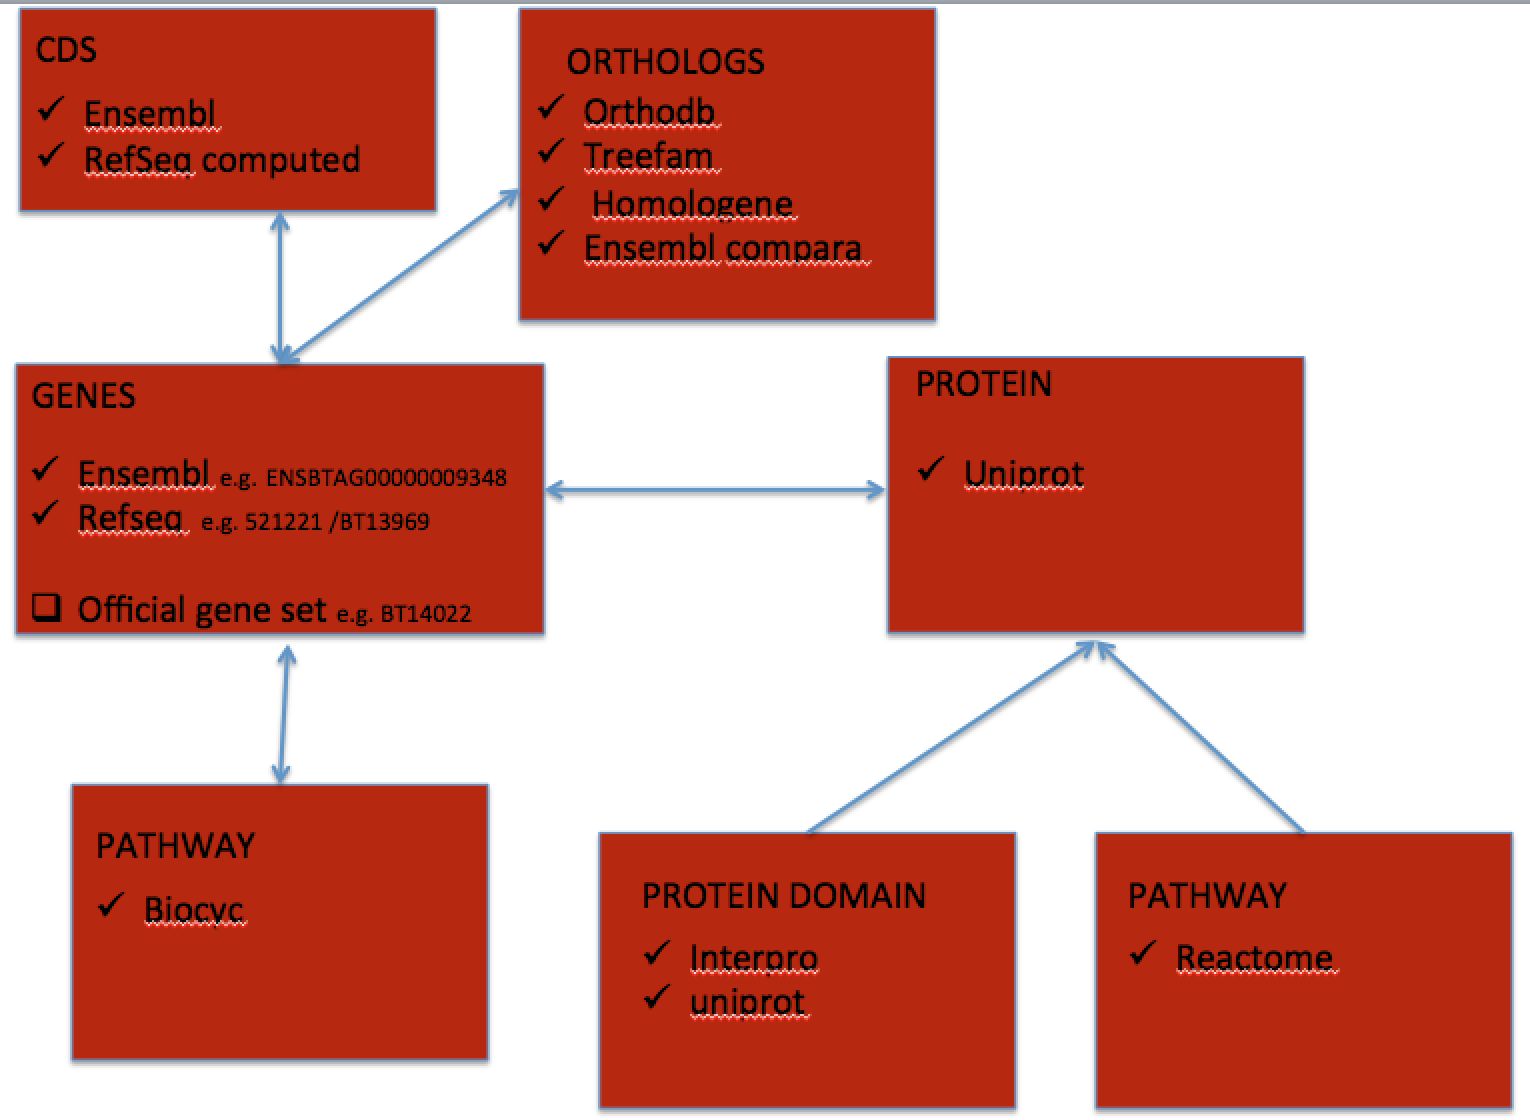 CDS
✓ Ensembl
✓ RefSeq computed
ORTHOLOGS
✓ Orthodb
✓ Treefam
✓ Homologene
✓ Ensembl compara
GENES
✓ Ensembl e.g. ENSBTAG00000009348
✓ Refseq e.g. 521221 /BT13969
❑ Official gene set e.g. BT14022
PROTEIN
✓ Uniprot
PATHWAY
✓ Biocyc
PROTEIN DOMAIN
✓ Interpro
✓ uniprot
PATHWAY
✓ Reactome